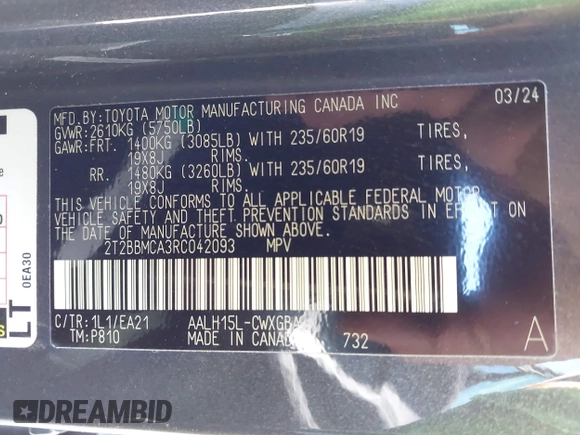 MFD.BY:TOYOTA MOTOR MANUFACTURING CANADA INC 03/24
GVWR:2610KG (5750LB)
GAWR:FRT. 1400KG (3085LB) WITH 235/60R19 TIRES,
19X8J RIMS.
RR. 1480KG (3260LB) WITH 235/60R19 TIRES,
19X8J RIMS.
THIS VEHICLE CONFORMS TO ALL APPLICABLE FEDERAL MOTOR
VEHICLE SAFETY AND THEFT PREVENTION STANDARDS IN EFFECT ON
THE DATE OF MANUFACTURE SHOWN ABOVE.
2T2BBMCA3RC042093 MPV
C/TR:1L1/EA21 AALH15L-CWXGBA
TM:P810 MADE IN CANADA 732 A
LT
0EA30
DREAMBID